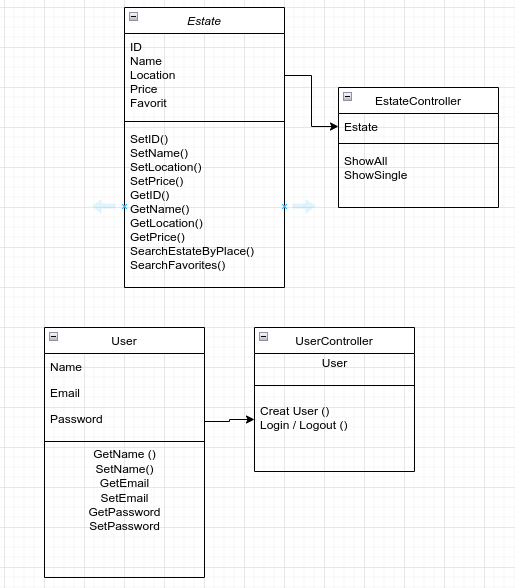 Estate
ID
Name
Location
Price
Favorit
SetID()
SetName()
SetLocation()
SetPrice()
GetID()
GetName()
GetLocation()
GetPrice()
SearchEstateByPlace()
SearchFavorites()
EstateController
Estate
ShowAll
ShowSingle
User
Name
Email
Password
GetName ()
SetName()
GetEmail
SetEmail
GetPassword
SetPassword
UserController
User
Creat User ()
Login / Logout ()